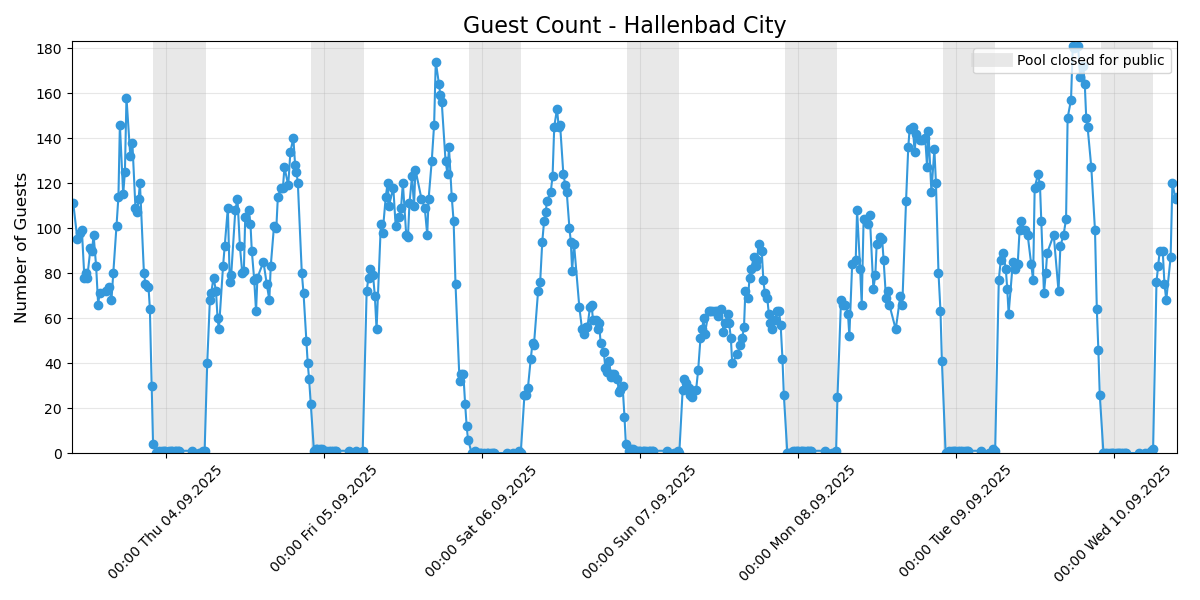 Guest Count - Hallenbad City
Number of Guests
180
160
140
120
100
80
60
40
20
0
Pool closed for public
00:00 Thu 04.09.2025
00:00 Fri 05.09.2025
00:00 Sat 06.09.2025
00:00 Sun 07.09.2025
00:00 Mon 08.09.2025
00:00 Tue 09.09.2025
00:00 Wed 10.09.2025